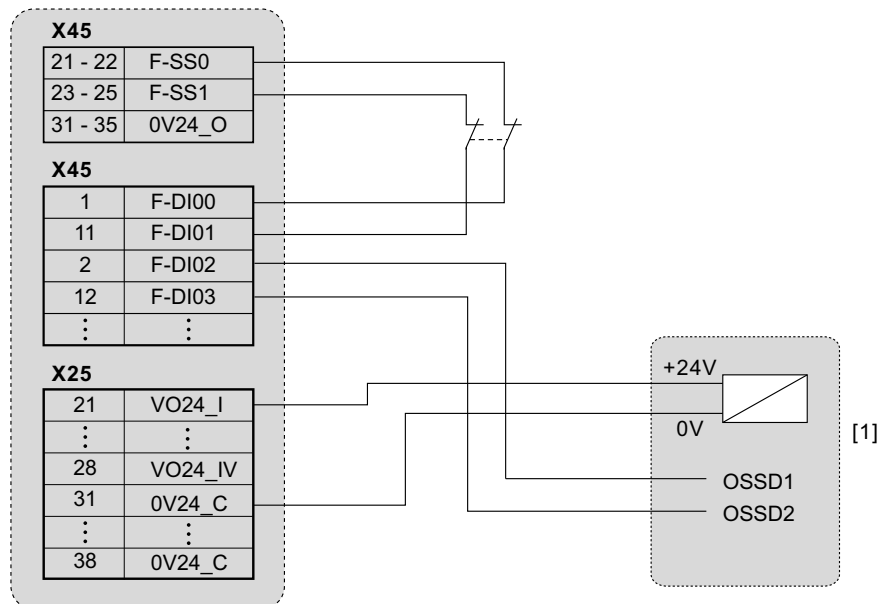 X45
21 - 22 F-SS0
23 - 25 F-SS1
31 - 35 0V24_O
X45
1 F-DI00
11 F-DI01
2 F-DI02
12 F-DI03
⋮ ⋮
X25
21 VO24_I
⋮ ⋮
28 VO24_IV
31 0V24_C
⋮ ⋮
38 0V24_C
+24V
0V
OSSD1
OSSD2
[1]